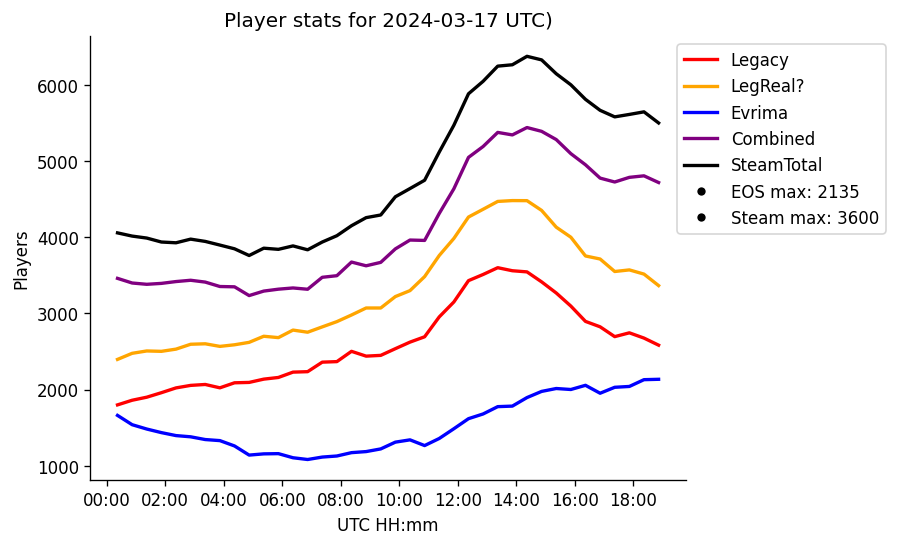 Player stats for 2024-03-17 UTC)
Players
6000
5000
4000
3000
2000
1000
00:00 02:00 04:00 06:00 08:00 10:00 12:00 14:00 16:00 18:00
UTC HH:mm
Legacy
LegReal?
Evrima
Combined
SteamTotal
EOS max: 2135
Steam max: 3600